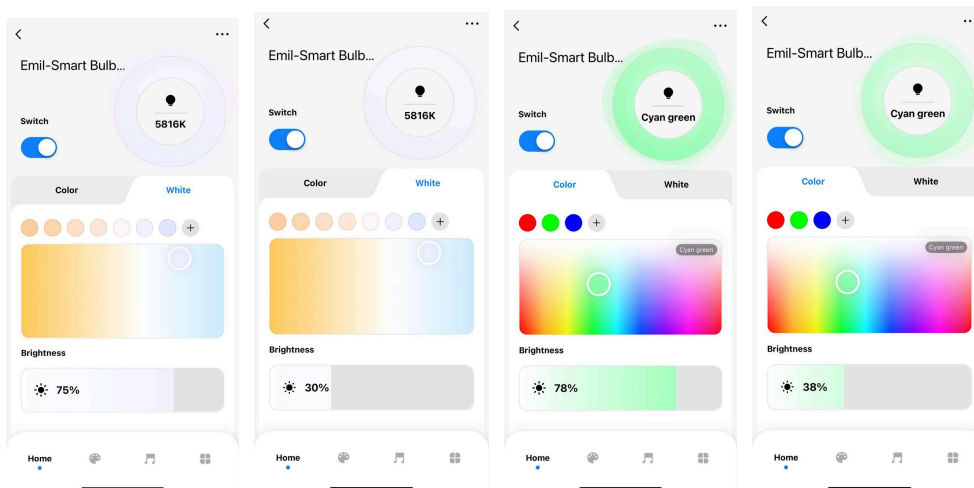 Emil-Smart Bulb...
5816K
Switch
Color
White
+
Brightness
75%
Home
Emil-Smart Bulb...
5816K
Switch
Color
White
+
Brightness
30%
Home
Emil-Smart Bulb...
Cyan green
Switch
Color
White
+
Cyan green
Brightness
78%
Home
Emil-Smart Bulb...
Cyan green
Switch
Color
White
+
Cyan green
Brightness
38%
Home